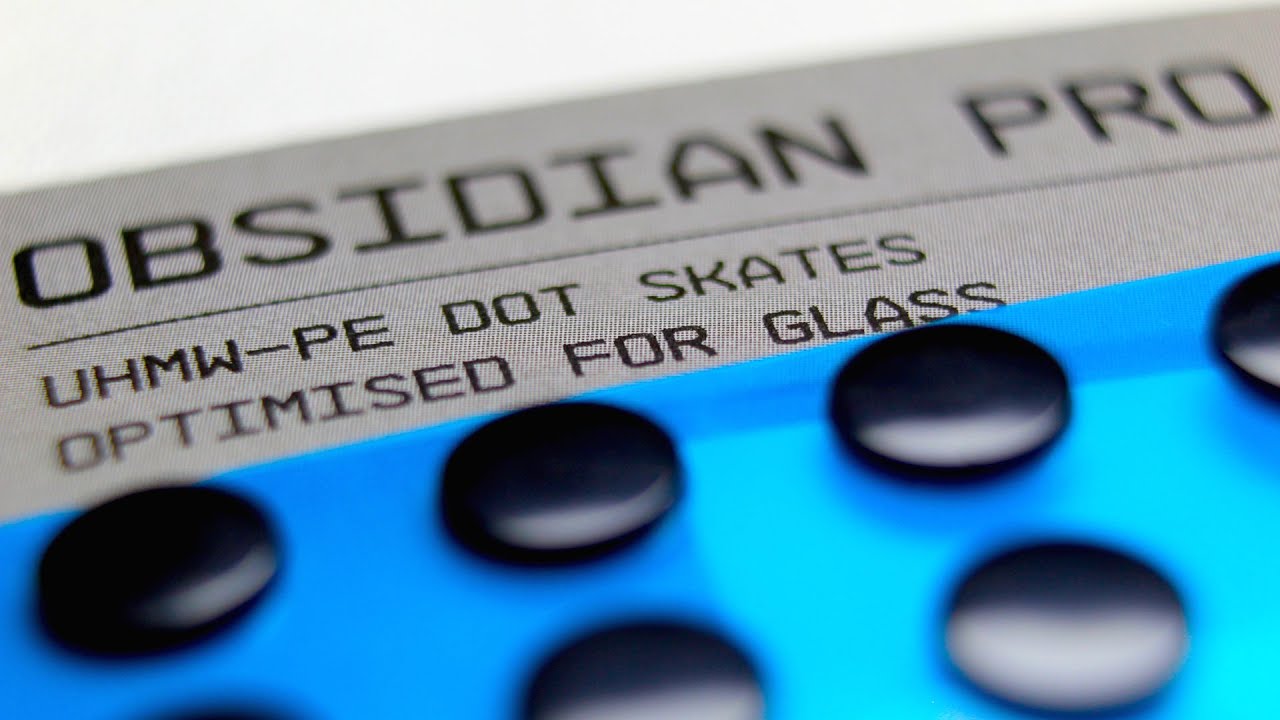 OBSIDIAN PRO
UHMW-PE DOT SKATES
OPTIMISED FOR GLASS